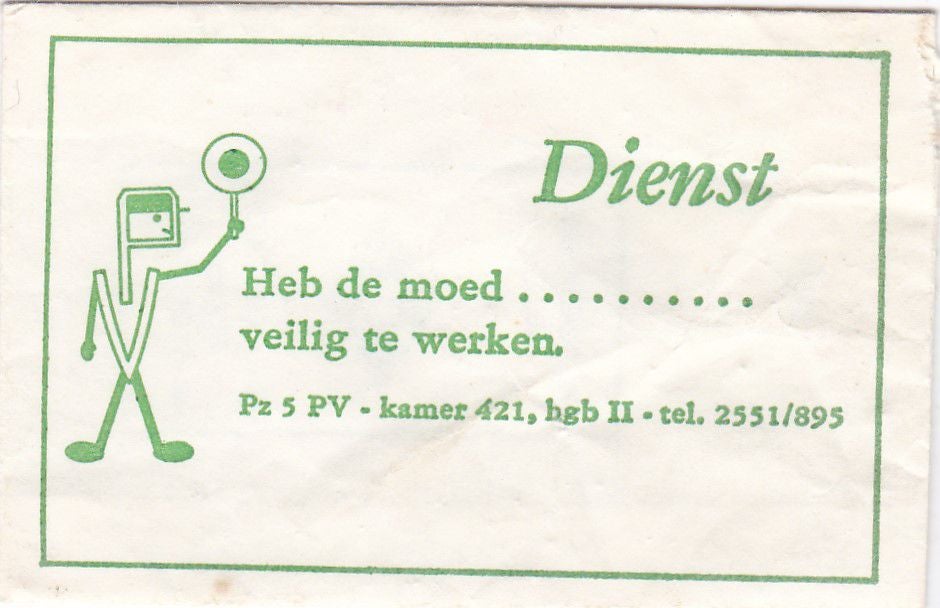 Dienst
Heb de moed ..........
veilig te werken.
Pz 5 PV - kamer 421, hgb II - tel. 2551/895